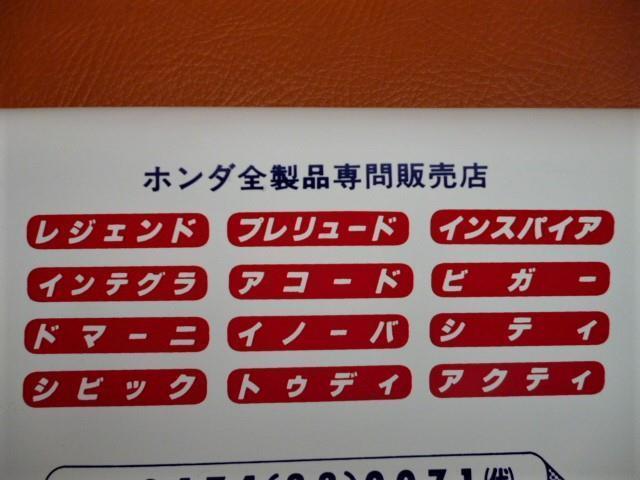 ホンダ全製品専問販売店
レジェンド プレリュード インスパイア
インテグラ アコード ビガー
ドマーニ イノーバ シティ
シビック トゥデイ アクティ